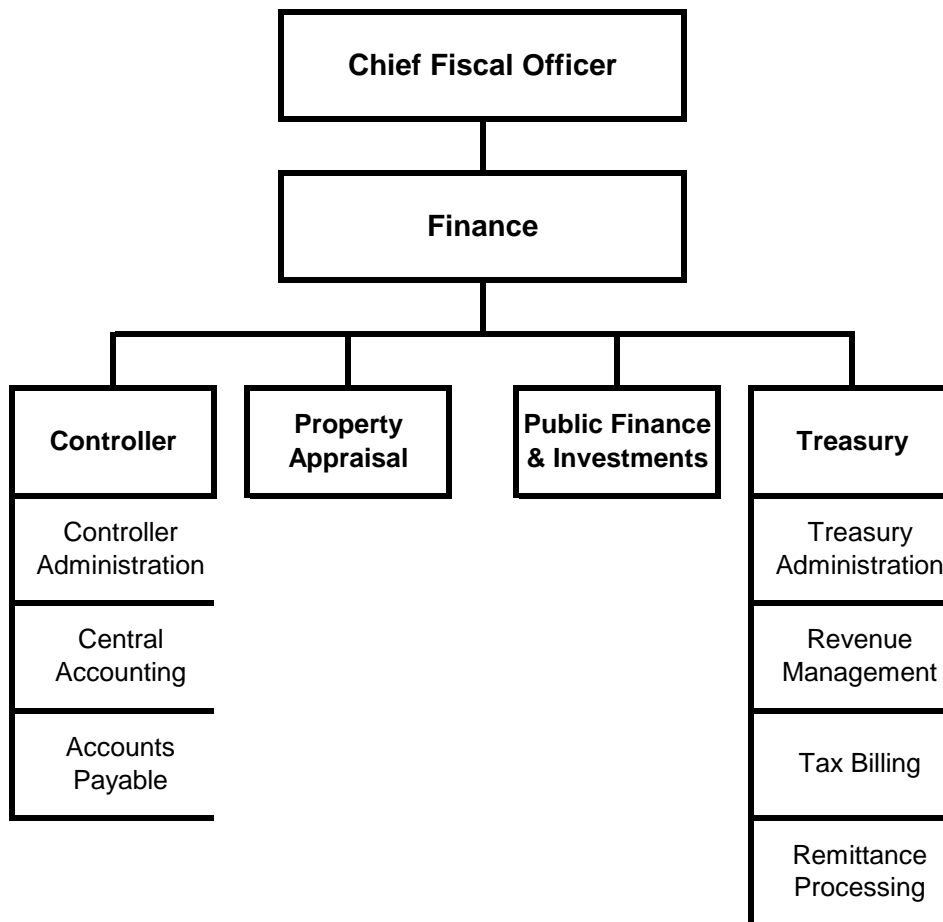 Chief Fiscal Officer
Finance
Controller
Property
Appraisal
Public Finance
& Investments
Treasury
Controller
Administration
Central
Accounting
Accounts
Payable
Treasury
Administration
Revenue
Management
Tax Billing
Remittance
Processing